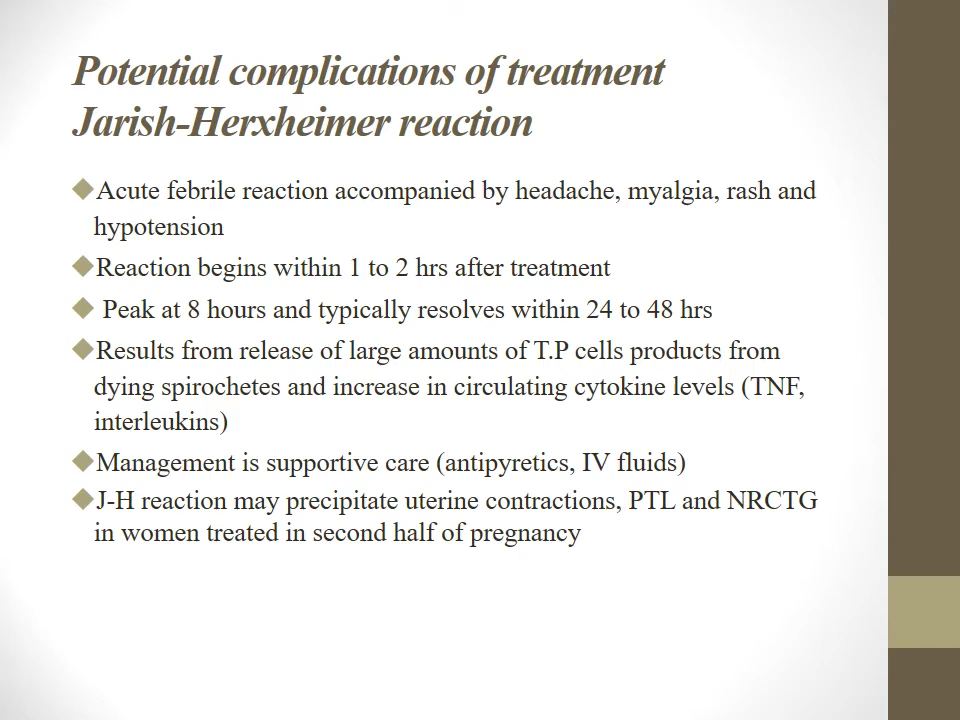 Potential complications of treatment
Jarish-Herxheimer reaction
Acute febrile reaction accompanied by headache, myalgia, rash and
hypotension
Reaction begins within 1 to 2 hrs after treatment
Peak at 8 hours and typically resolves within 24 to 48 hrs
Results from release of large amounts of T.P cells products from
dying spirochetes and increase in circulating cytokine levels (TNF,
interleukins)
Management is supportive care (antipyretics, IV fluids)
J-H reaction may precipitate uterine contractions, PTL and NRCTG
in women treated in second half of pregnancy